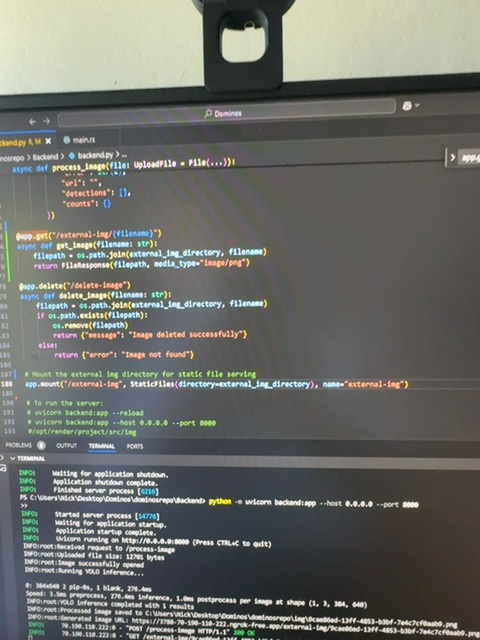 Dominos
ckend.py 8, M
main.rs
nosrepo > Backend > backend.py > ...
async def process_image(file: UploadFile = File(...)):
"url": "",
"detections": [],
"counts": {}
})
@app.get("/external-img/{filename}")
async def get_image(filename: str):
filepath = os.path.join(external_img_directory, filename)
return FileResponse(filepath, media_type="image/png")
@app.delete("/delete-image")
async def delete_image(filename: str):
filepath = os.path.join(external_img_directory, filename)
if os.path.exists(filepath):
os.remove(filepath)
return {"message": "Image deleted successfully"}
else:
return {"error": "Image not found"}
# Mount the external img directory for static file serving
188 app.mount("/external-img", StaticFiles(directory=external_img_directory), name="external-img")
189
190 # To run the server:
191 # uvicorn backend:app --reload
192 # uvicorn backend:app --host 0.0.0.0 --port 8000
193 #/opt/render/project/src/img
PROBLEMS 8 OUTPUT TERMINAL PORTS
TERMINAL
INFO: Waiting for application shutdown.
INFO: Application shutdown complete.
INFO: Finished server process [6216]
PS C:\Users\Nick\Desktop\Dominos\dominosrepo\Backend> python -m uvicorn backend:app --host 0.0.0.0 --port 8000
>>
INFO: Started server process [14776]
INFO: Waiting for application startup.
INFO: Application startup complete.
INFO: Uvicorn running on http://0.0.0.0:8000 (Press CTRL+C to quit)
INFO:root:Received request to /process-image
INFO:root:Uploaded file size: 12701 bytes
INFO:root:Image successfully opened
INFO:root:Running YOLO inference...
0: 384x640 2 pip-0s, 1 blank, 276.4ms
Speed: 3.5ms preprocess, 276.4ms inference, 1.0ms postprocess per image at shape (1, 3, 384, 640)
INFO:root:YOLO inference completed with 1 results
INFO:root:Processed image saved to C:\Users\Nick\Desktop\Dominos\dominosrepo\img\0cae86ed-13ff-4853-b3bf-7e4c7cf0aab9.png
INFO:root:Generated image URL: https://3788-70-190-110-222.ngrok-free.app/external-img/
INFO: 70.190.110.222:0 - "POST /process-image HTTP/1.1" 200 OK
INFO: 70.190.110.222:0 - "GET /external-img/